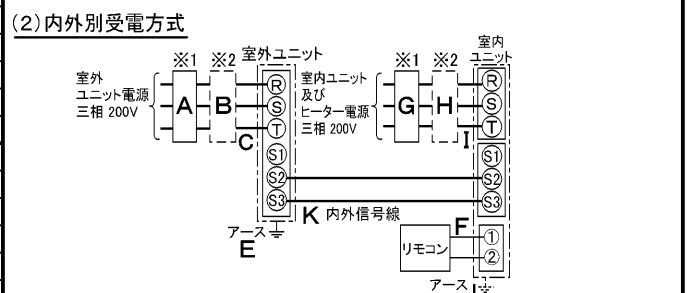 (2)内外別受電方式
※1 ※2 室外ユニット
室外
ユニット電源
三相 200V
A B
C
R
S
T
S1
S2
S3
アース
E
K 内外信号線
※1 ※2
室内
ユニット
室内ユニット
及び
ヒーター電源
三相 200V
G H
I
R
S
T
S1
S2
S3
リモコン
F
①
②
アース